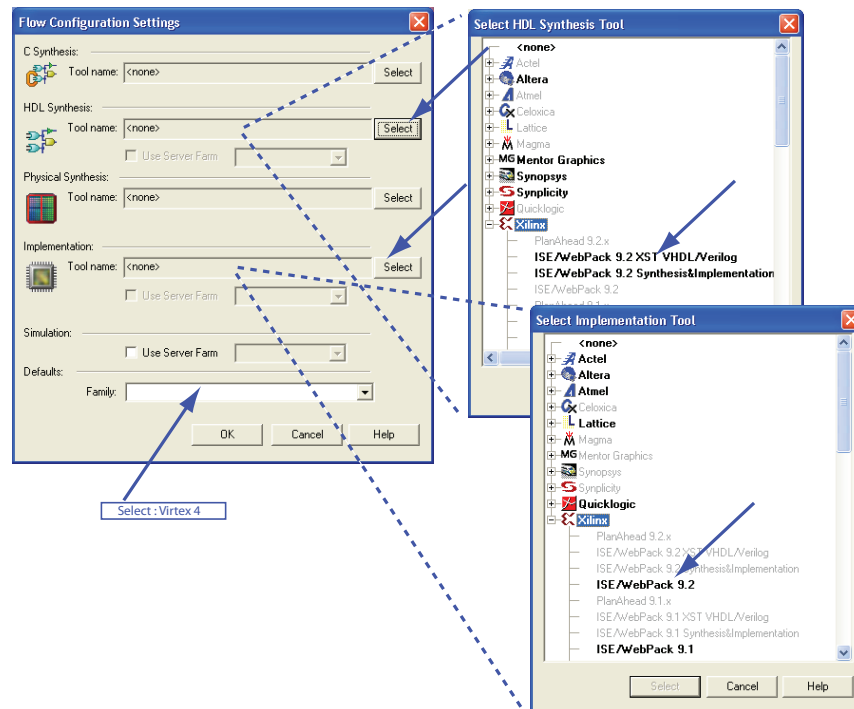 Flow Configuration Settings
C Synthesis:
Tool name: <none> Select
HDL Synthesis:
Tool name: <none> Select
Use Server Farm
Physical Synthesis:
Tool name: <none> Select
Implementation:
Tool name: <none> Select
Use Server Farm
Simulation:
Use Server Farm
Defaults:
Family:
OK Cancel Help
Select : Virtex 4
Select HDL Synthesis Tool
<none>
Actel
Altera
Atmel
Celoxica
Lattice
Magma
MG Mentor Graphics
Synopsys
Synplicity
Quicklogic
Xilinx
PlanAhead 9.2.x
ISE/WebPack 9.2 XST VHDL/Verilog
ISE/WebPack 9.2 Synthesis&Implementation
ISE/WebPack 9.2
PlanAhead 9.1.x
Select Implementation Tool
<none>
Actel
Altera
Atmel
Celoxica
Lattice
Magma
MG Mentor Graphics
Synopsys
Synplicity
Quicklogic
Xilinx
PlanAhead 9.2.x
ISE/WebPack 9.2 XST VHDL/Verilog
ISE/WebPack 9.2 Synthesis&Implementation
ISE/WebPack 9.2
PlanAhead 9.1.x
ISE/WebPack 9.1 XST VHDL/Verilog
ISE/WebPack 9.1 Synthesis&Implementation
ISE/WebPack 9.1
Select Cancel Help